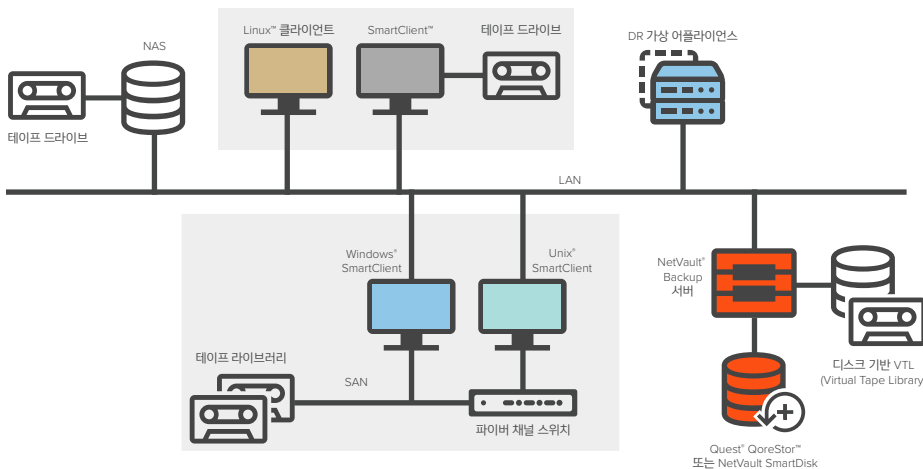 Linux™ 클라이언트
SmartClient™
테이프 드라이브
DR 가상 어플라이언스
NAS
테이프 드라이브
LAN
Windows®
SmartClient
Unix®
SmartClient
NetVault®
Backup
서버
테이프 라이브러리
SAN
파이버 채널 스위치
디스크 기반 VTL
(Virtual Tape Library)
Quest® QoreStor™
또는 NetVault SmartDisk